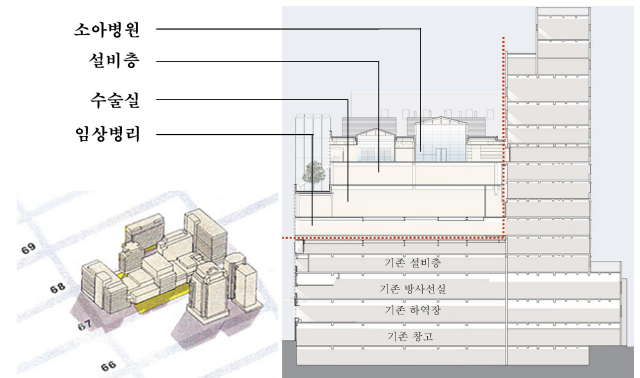 소아병원
설비층
수술실
임상병리
69
68
67
66
기존 설비층
기존 방사선실
기존 하역장
기존 창고